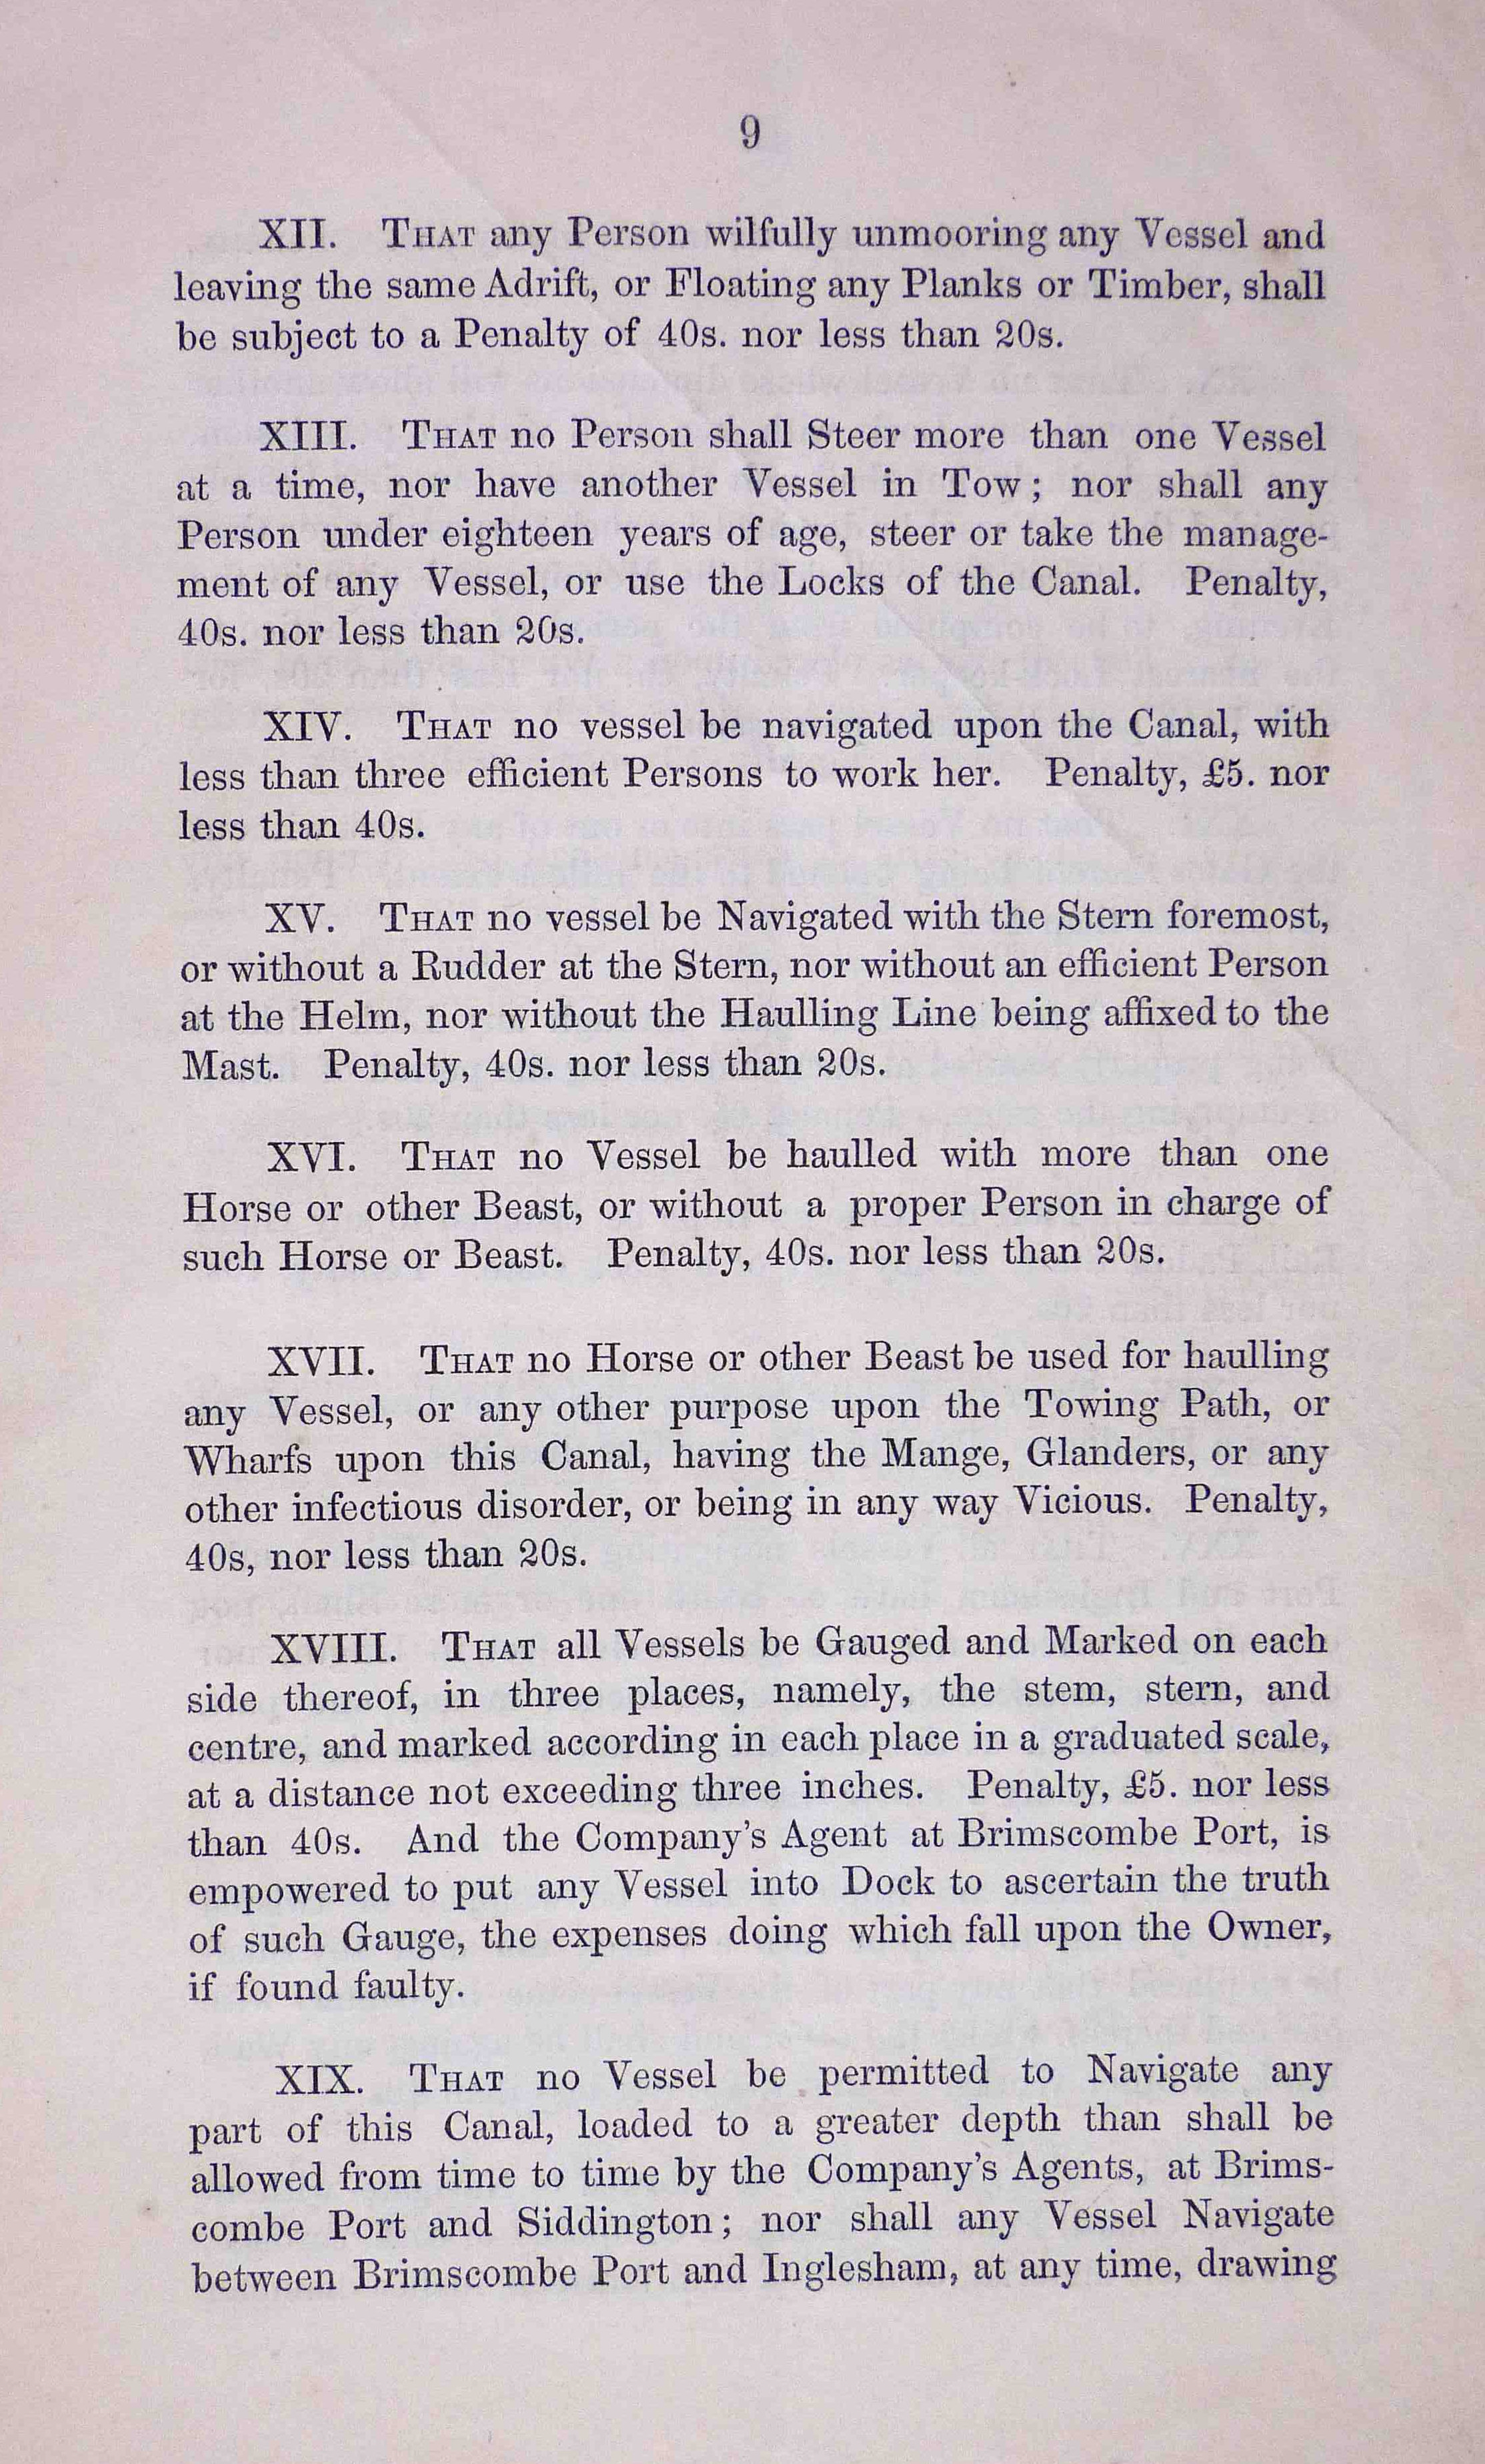 9
XII. THAT any Person wilfully unmooring any Vessel and
leaving the same Adrift, or Floating any Planks or Timber, shall
be subject to a Penalty of 40s. nor less than 20s.
XIII. THAT no Person shall Steer more than one Vessel
at a time, nor have another Vessel in Tow; nor shall any
Person under eighteen years of age, steer or take the manage-
ment of any Vessel, or use the Locks of the Canal. Penalty,
40s. nor less than 20s.
XIV. THAT no vessel be navigated upon the Canal, with
less than three efficient Persons to work her. Penalty, £5. nor
less than 40s.
XV. THAT no vessel be Navigated with the Stern foremost,
or without a Rudder at the Stern, nor without an efficient Person
at the Helm, nor without the Haulling Line being affixed to the
Mast. Penalty, 40s. nor less than 20s.
XVI. THAT no Vessel be haulled with more than one
Horse or other Beast, or without a proper Person in charge of
such Horse or Beast. Penalty, 40s. nor less than 20s.
XVII. THAT no Horse or other Beast be used for haulling
any Vessel, or any other purpose upon the Towing Path, or
Wharfs upon this Canal, having the Mange, Glanders, or any
other infectious disorder, or being in any way Vicious. Penalty,
40s, nor less than 20s.
XVIII. THAT all Vessels be Gauged and Marked on each
side thereof, in three places, namely, the stem, stern, and
centre, and marked according in each place in a graduated scale,
at a distance not exceeding three inches. Penalty, £5. nor less
than 40s. And the Company's Agent at Brimscombe Port, is
empowered to put any Vessel into Dock to ascertain the truth
of such Gauge, the expenses doing which fall upon the Owner,
if found faulty.
XIX. THAT no Vessel be permitted to Navigate any
part of this Canal, loaded to a greater depth than shall be
allowed from time to time by the Company's Agents, at Brims-
combe Port and Siddington; nor shall any Vessel Navigate
between Brimscombe Port and Inglesham, at any time, drawing